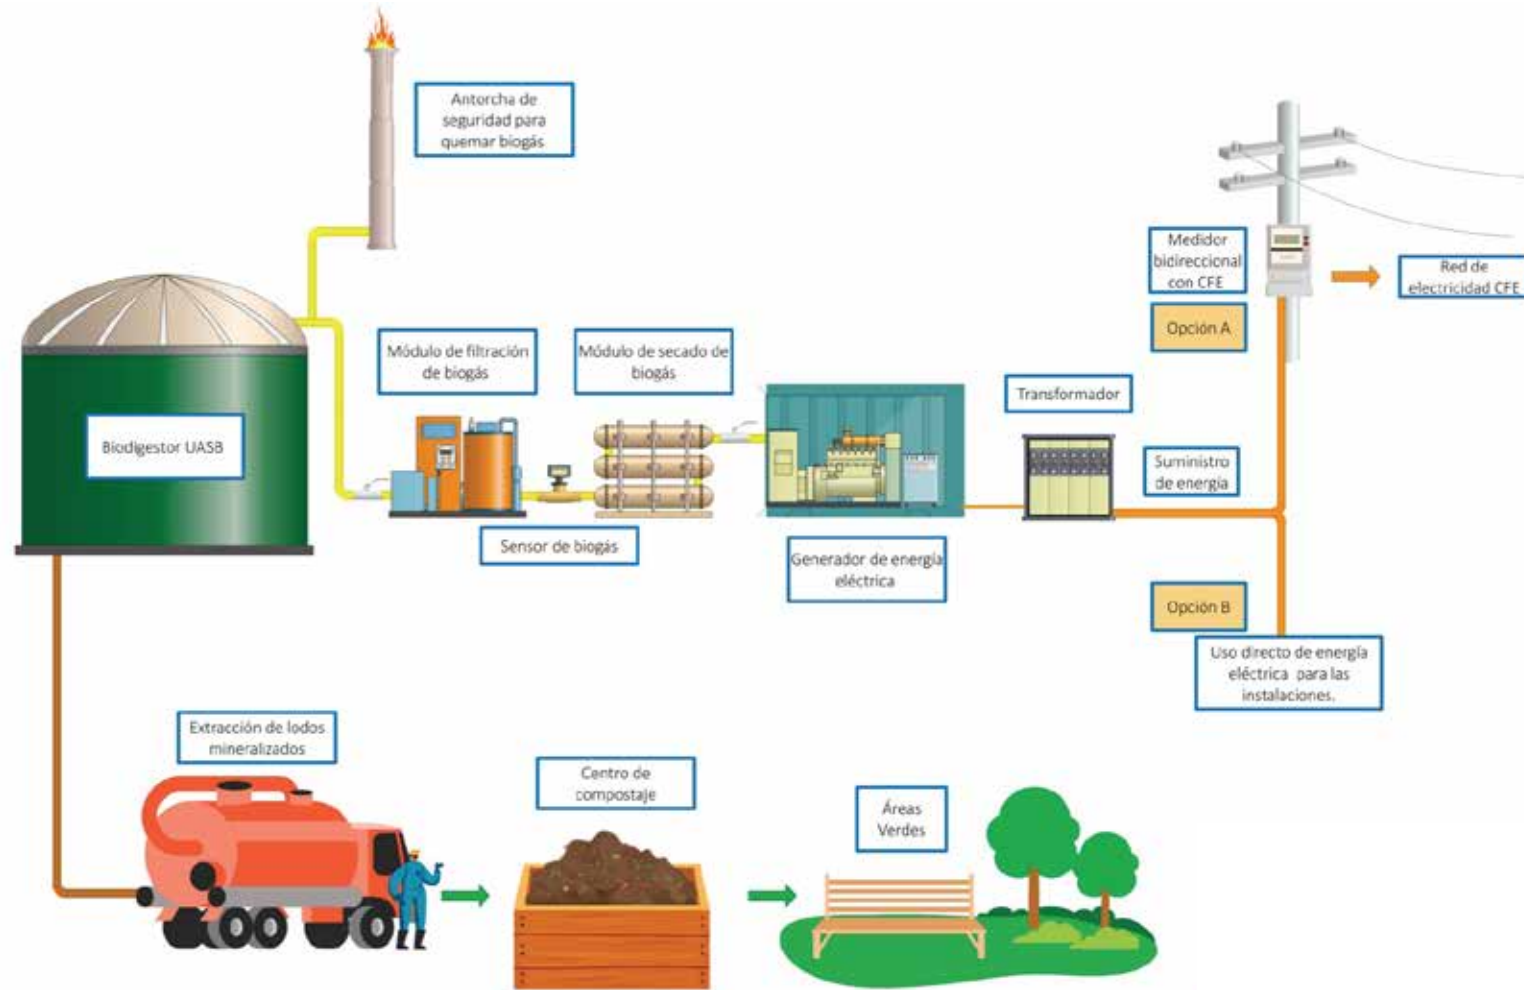 Antorcha de
seguridad para
quemar biogás
Medidor
bidireccional
con CFE
Red de
electricidad CFE
Opción A
Módulo de filtración
de biogás
Módulo de secado de
biogás
Transformador
Biodigestor UASB
Suministro
de energía
Sensor de biogás
Generador de energía
eléctrica
Opción B
Uso directo de energía
eléctrica para las
instalaciones.
Extracción de lodos
mineralizados
Centro de
compostaje
Áreas
Verdes